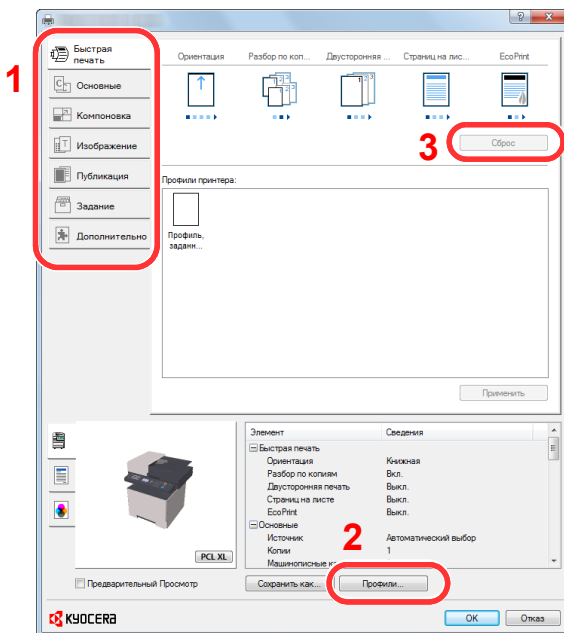 ?
X
1
Быстрая
печать
Основные
Компоновка
Изображение
Публикация
Задание
Дополнительно
Ориентация Разбор по коп... Двусторонняя ... Страниц на лис... EcoPrint
3
Сброс
Профили принтера:
Профиль,
заданн...
Применить
Элемент Сведения
Быстрая печать
Ориентация Книжная
Разбор по копиям Вкл.
Двусторонняя печать Выкл.
Страниц на листе Выкл.
EcoPrint Выкл.
Основные
Источник Автоматический выбор
Копии 1
Машинописные
2
PCL XL
Предварительный Просмотр
Сохранить как...
Профили...
KYOCERA
OK
Отказ